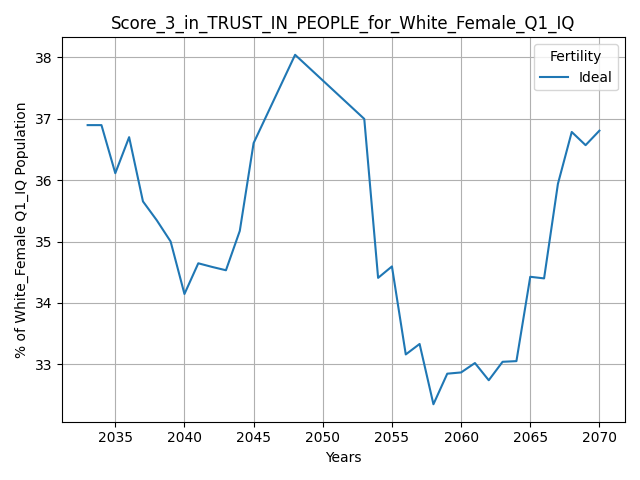 Score_3_in_TRUST_IN_PEOPLE_for_White_Female_Q1_IQ
Fertility
Ideal
% of White_Female Q1_IQ Population
38
37
36
35
34
33
2035 2040 2045 2050 2055 2060 2065 2070
Years